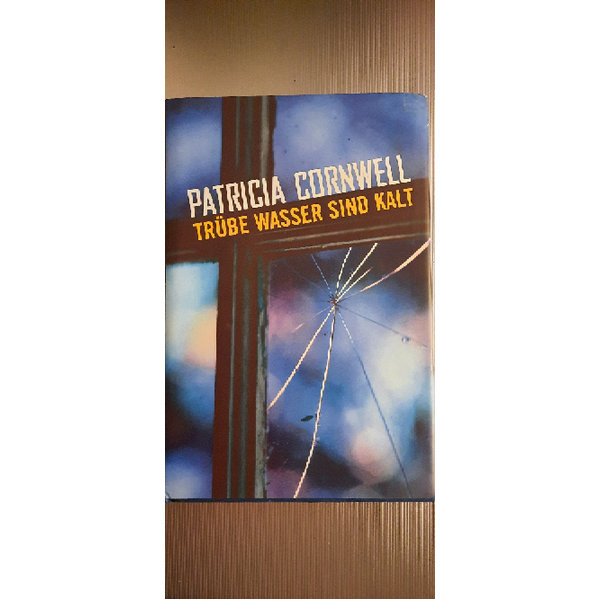 PATRICIA CORNWELL
TRÜBE WASSER SIND KALT